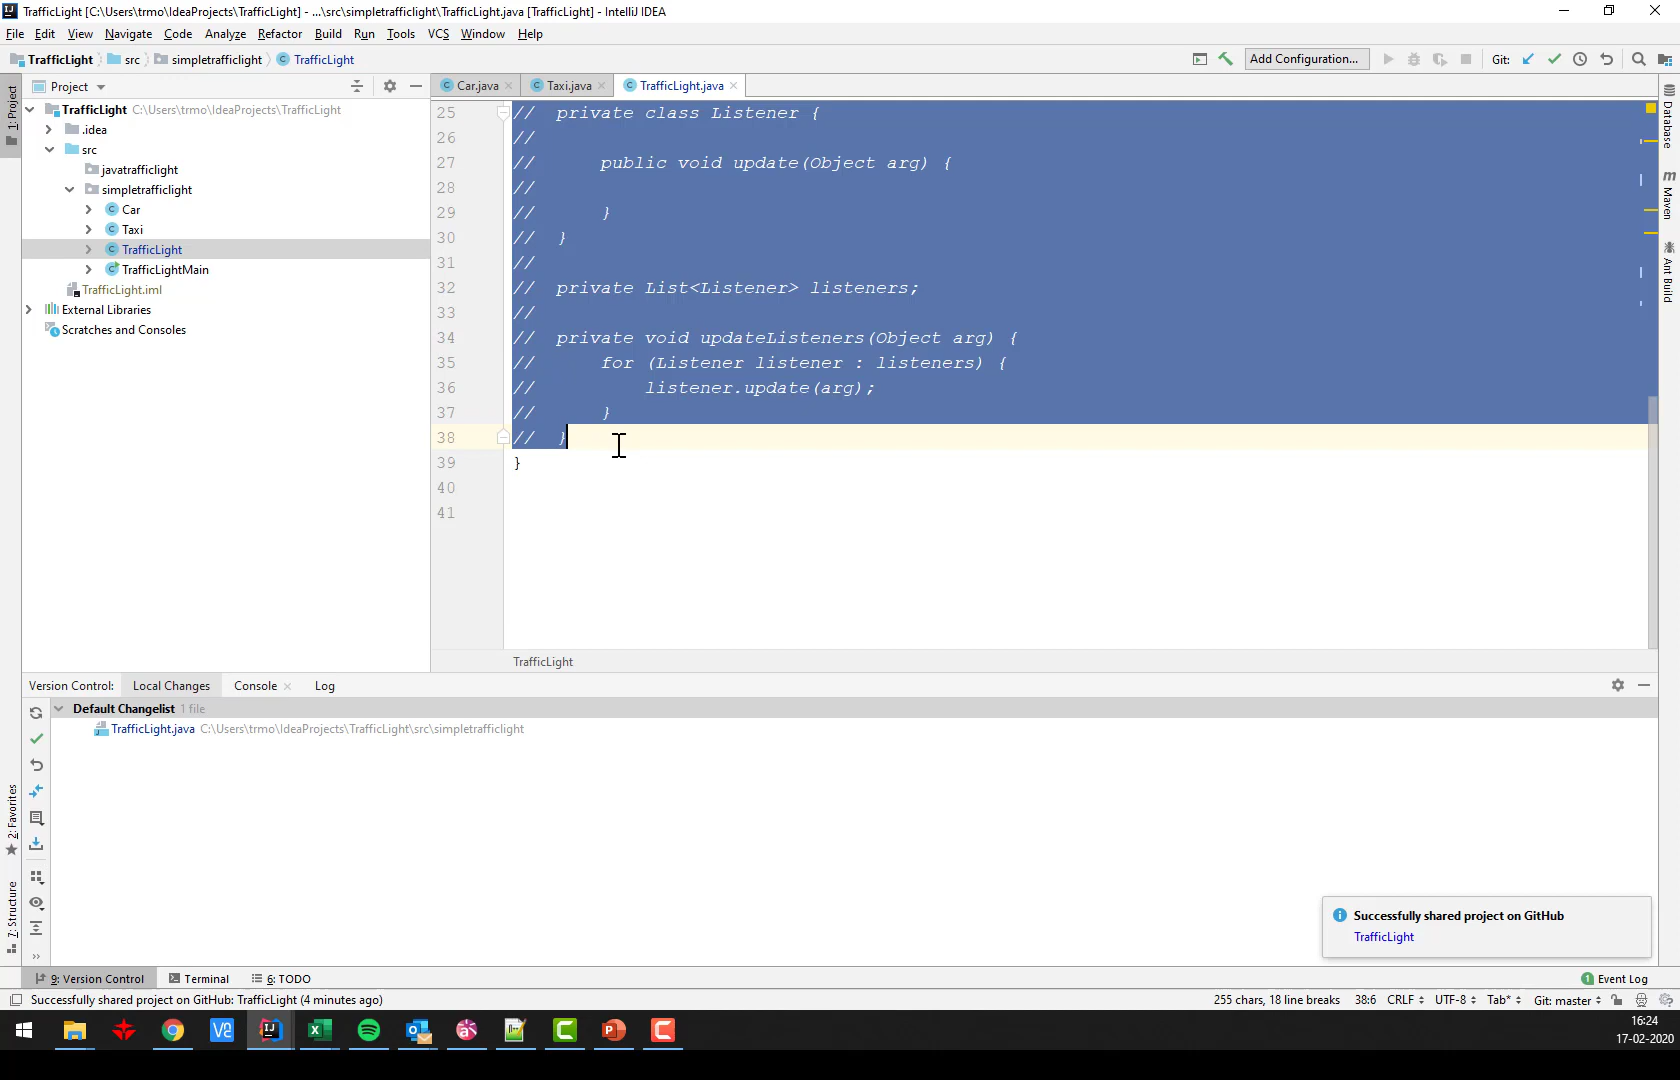 TrafficLight [C:\Users\trmo\IdeaProjects\TrafficLight] - ...\src\simpletrafficlight\TrafficLight.java [TrafficLight] - IntelliJ IDEA
File Edit View Navigate Code Analyze Refactor Build Run Tools VCS Window Help
TrafficLight src simpletrafficlight TrafficLight Add Configuration... Git:
Project Car.java Taxi.java TrafficLight.java
1: Project
TrafficLight C:\Users\trmo\IdeaProjects\TrafficLight
.idea
src
javatrafficlight
simpletrafficlight
Car
Taxi
TrafficLight
TrafficLightMain
TrafficLight.iml
External Libraries
Scratches and Consoles
25 // private class Listener {
26 //
27 // public void update(Object arg) {
28 //
29 // }
30 // }
31 //
32 // private List<Listener> listeners;
33 //
34 // private void updateListeners(Object arg) {
35 // for (Listener listener : listeners) {
36 // listener.update(arg);
37 // }
38 // }
39 }
40
41
TrafficLight
Database
Maven
Ant Build
Version Control: Local Changes Console Log
Default Changelist 1 file
TrafficLight.java C:\Users\trmo\IdeaProjects\TrafficLight\src\simpletrafficlight
2: Favorites
7: Structure
Successfully shared project on GitHub
TrafficLight
9: Version Control Terminal 6: TODO 1 Event Log
Successfully shared project on GitHub: TrafficLight (4 minutes ago) 255 chars, 18 line breaks 38:6 CRLF UTF-8 Tab* Git: master
16:24
17-02-2020